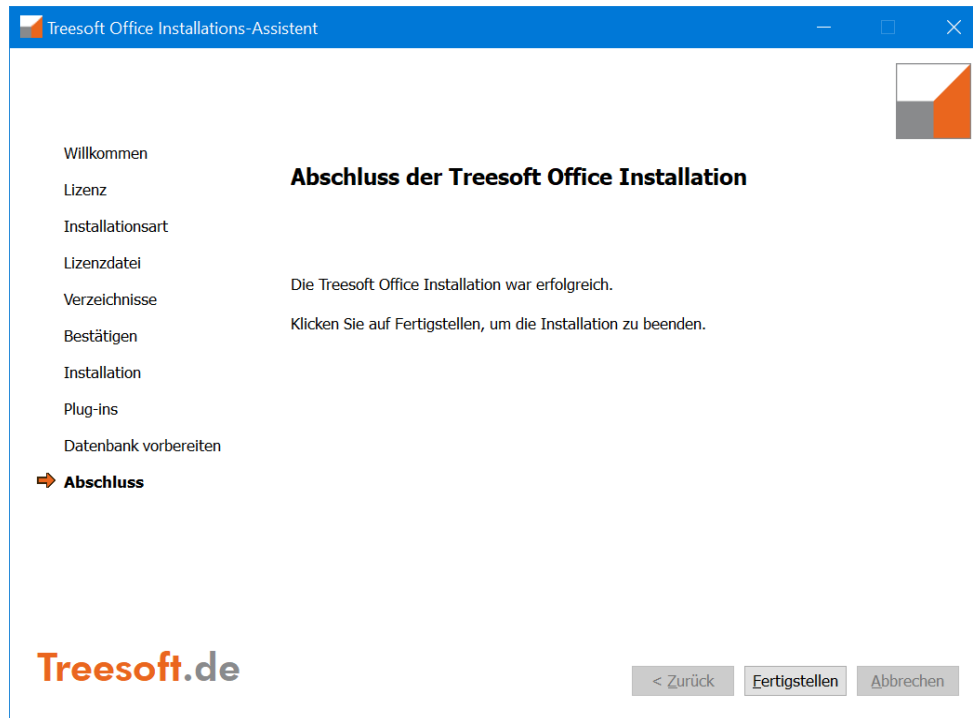 Treesoft Office Installations-Assistent
Willkommen
Lizenz
Installationsart
Lizenzdatei
Verzeichnisse
Bestätigen
Installation
Plug-ins
Datenbank vorbereiten
Abschluss
Abschluss der Treesoft Office Installation
Die Treesoft Office Installation war erfolgreich.
Klicken Sie auf Fertigstellen, um die Installation zu beenden.
Treesoft.de
< Zurück
Fertigstellen
Abbrechen